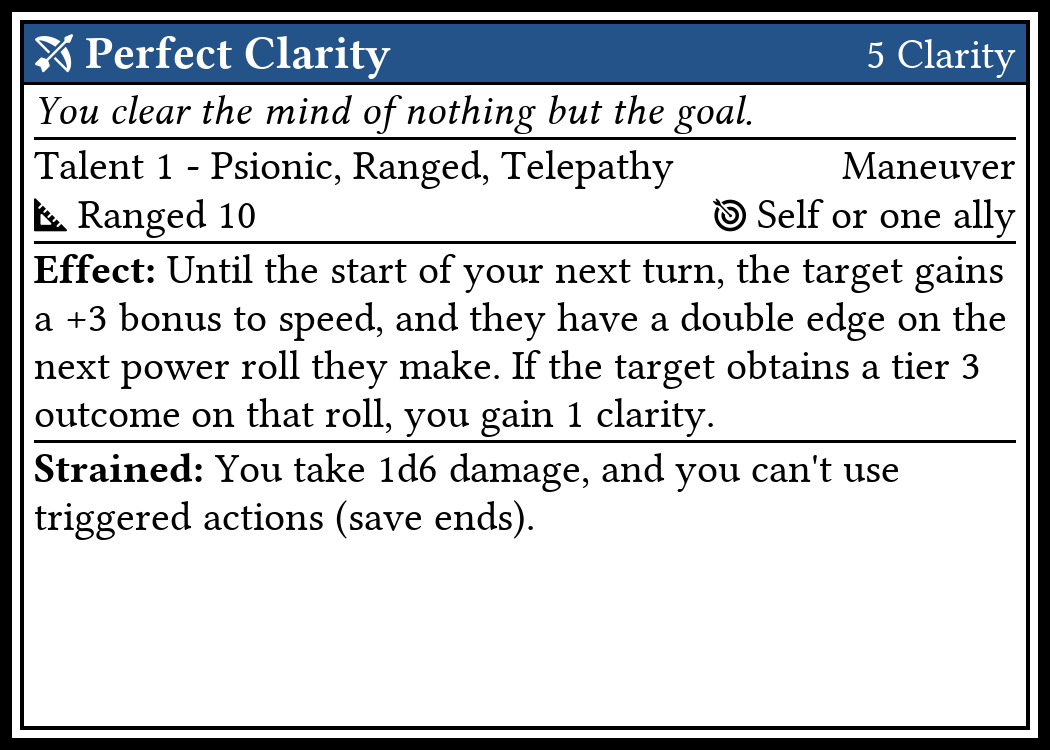 Perfect Clarity 5 Clarity
You clear the mind of nothing but the goal.
Talent 1 - Psionic, Ranged, Telepathy Maneuver
Ranged 10 Self or one ally
Effect: Until the start of your next turn, the target gains
a +3 bonus to speed, and they have a double edge on the
next power roll they make. If the target obtains a tier 3
outcome on that roll, you gain 1 clarity.
Strained: You take 1d6 damage, and you can't use
triggered actions (save ends).